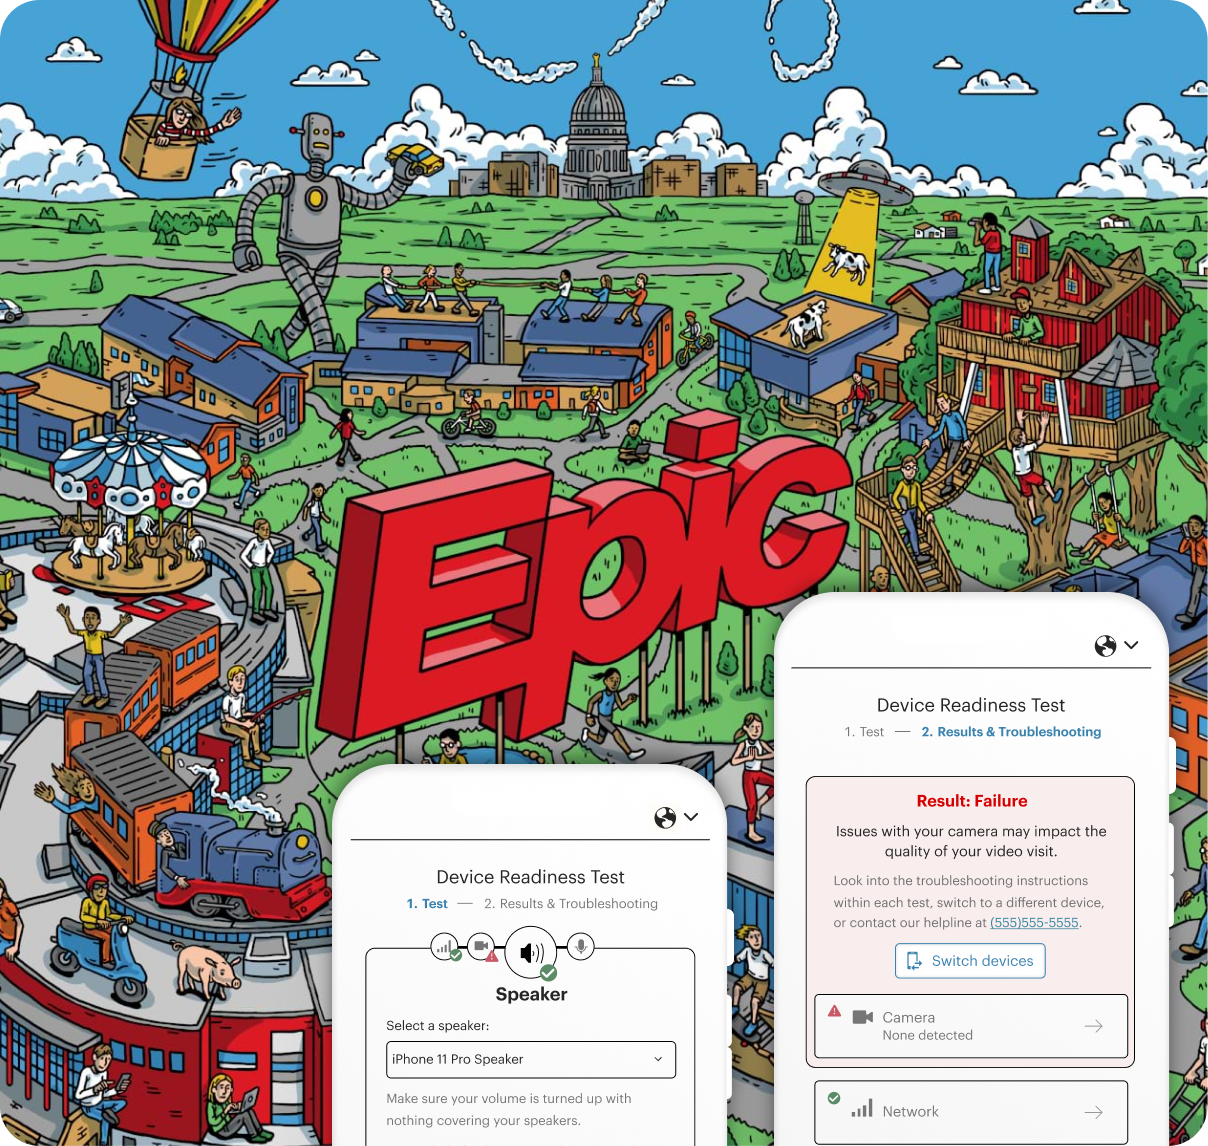 Epic
Device Readiness Test
1. Test — 2. Results & Troubleshooting
Speaker
Select a speaker:
iPhone 11 Pro Speaker
Make sure your volume is turned up with
nothing covering your speakers.
Device Readiness Test
1. Test — 2. Results & Troubleshooting
Result: Failure
Issues with your camera may impact the
quality of your video visit.
Look into the troubleshooting instructions
within each test, switch to a different device,
or contact our helpline at (555)555-5555.
Switch devices
Camera
None detected
Network